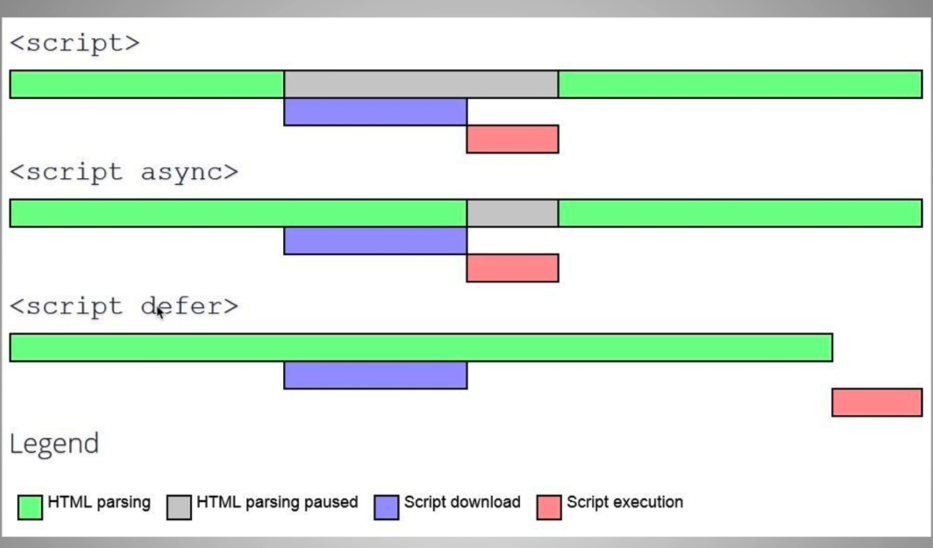 <script>
<script async>
<script defer>
Legend
HTML parsing HTML parsing paused Script download Script execution